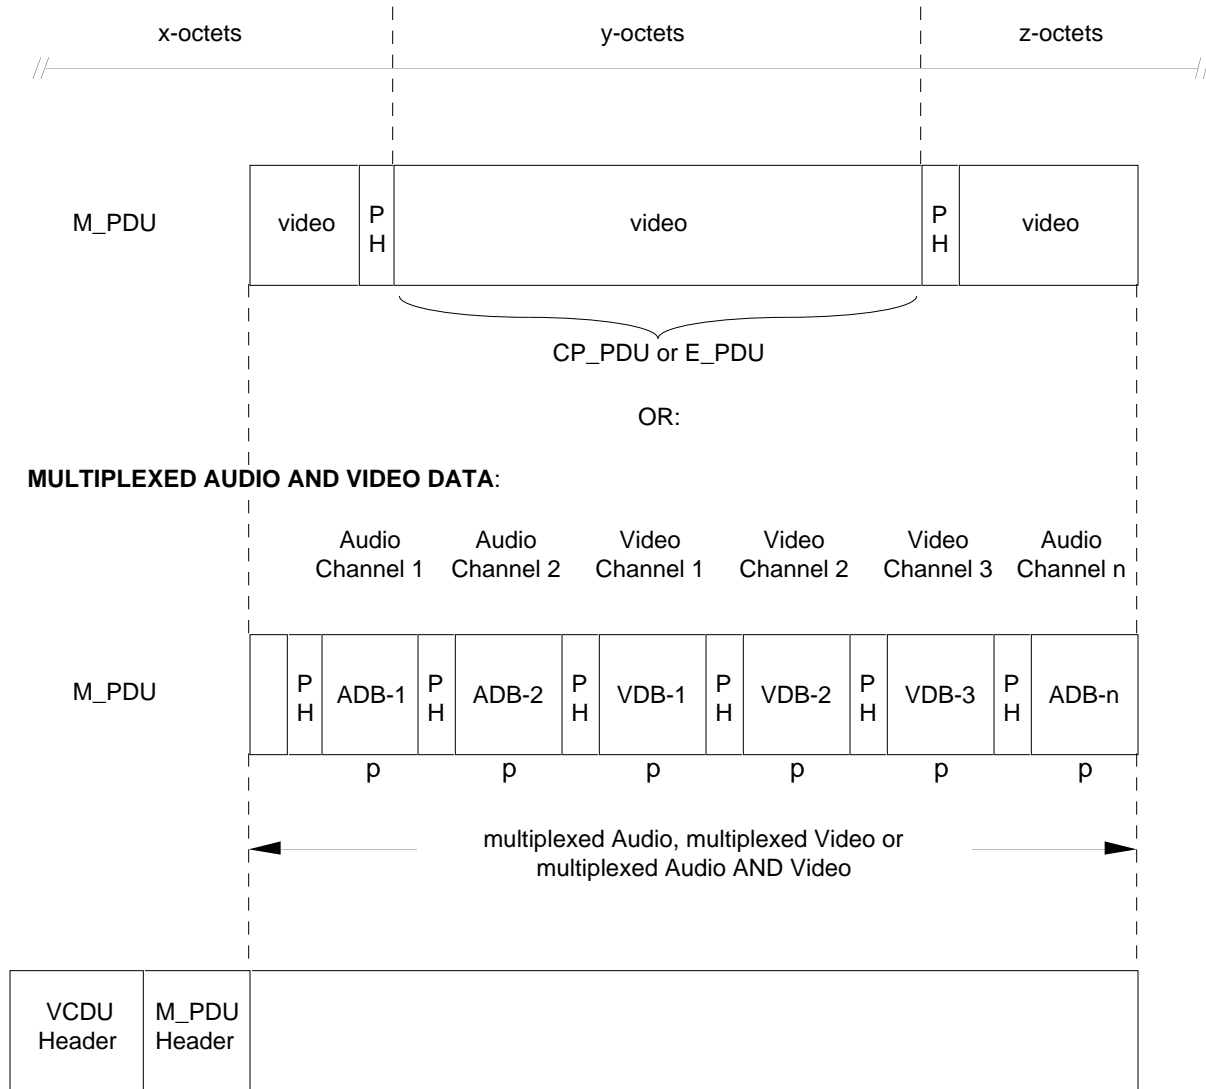 x-octets y-octets z-octets
M_PDU video P H video P H video
CP_PDU or E_PDU
OR:
MULTIPLEXED AUDIO AND VIDEO DATA:
Audio Channel 1 Audio Channel 2 Video Channel 1 Video Channel 2 Video Channel 3 Audio Channel n
M_PDU P H ADB-1 P H ADB-2 P H VDB-1 P H VDB-2 P H VDB-3 P H ADB-n
p p p p p p
multiplexed Audio, multiplexed Video or
multiplexed Audio AND Video
VCDU Header M_PDU Header